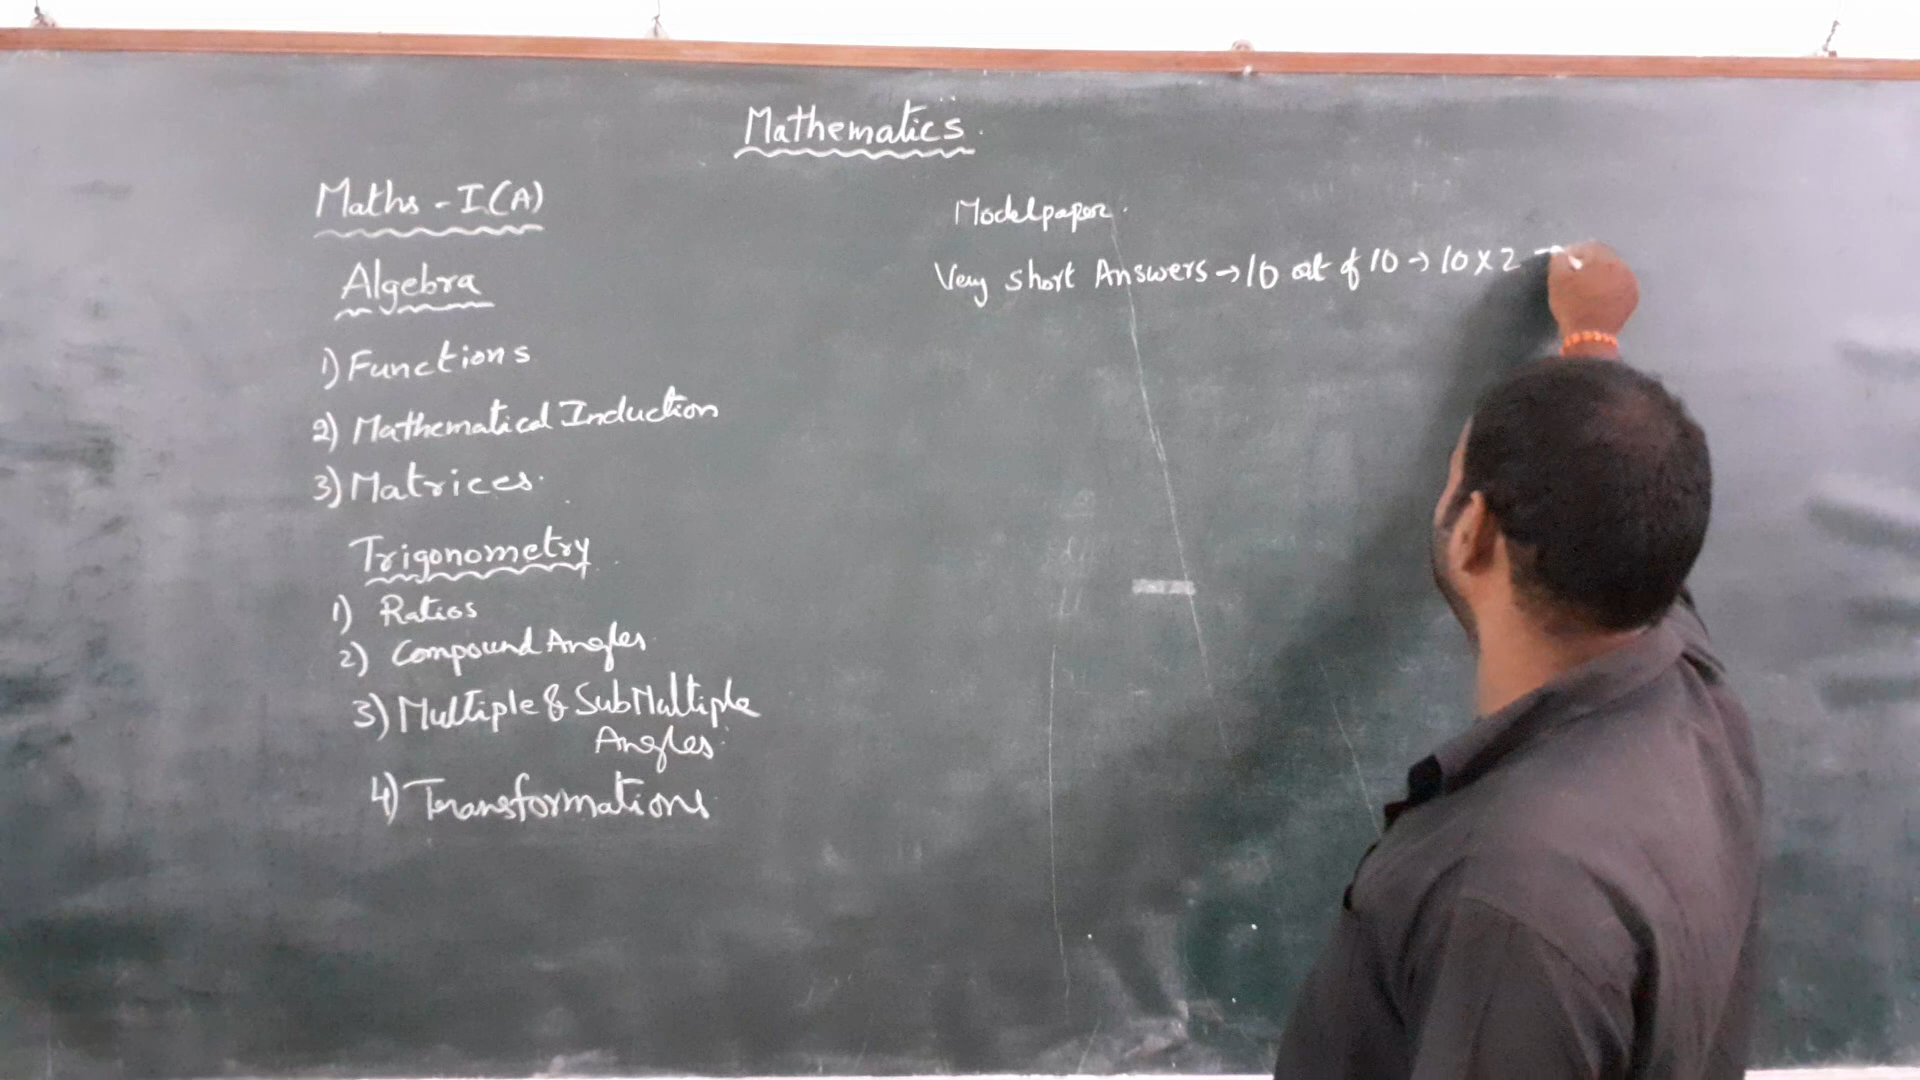 Mathematics.
Maths - I(A)
Algebra
1) Functions
2) Mathematical Induction
3) Matrices.
Trigonometry
1) Ratios
2) Compound Angles
3) Multiple & SubMultiple
Angles.
4) Transformations
Modelpaper.
Very short Answers → 10 out of 10 → 10 × 2